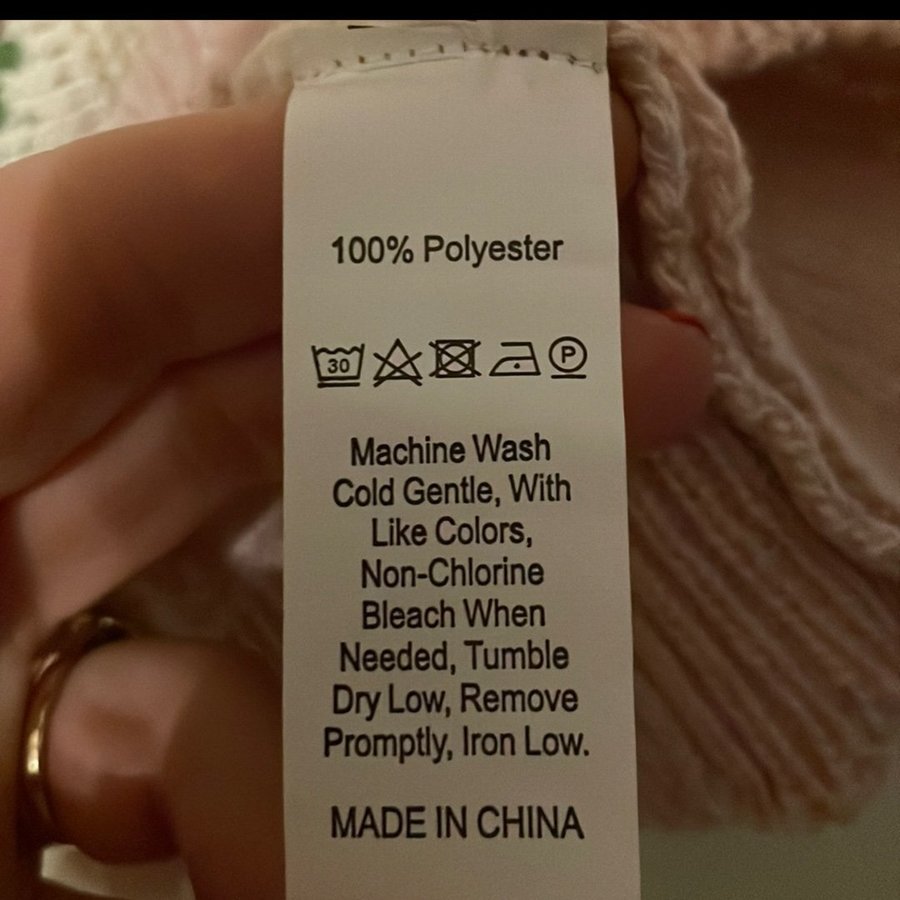 100% Polyester
30 P
Machine Wash
Cold Gentle, With
Like Colors,
Non-Chlorine
Bleach When
Needed, Tumble
Dry Low, Remove
Promptly, Iron Low.
MADE IN CHINA